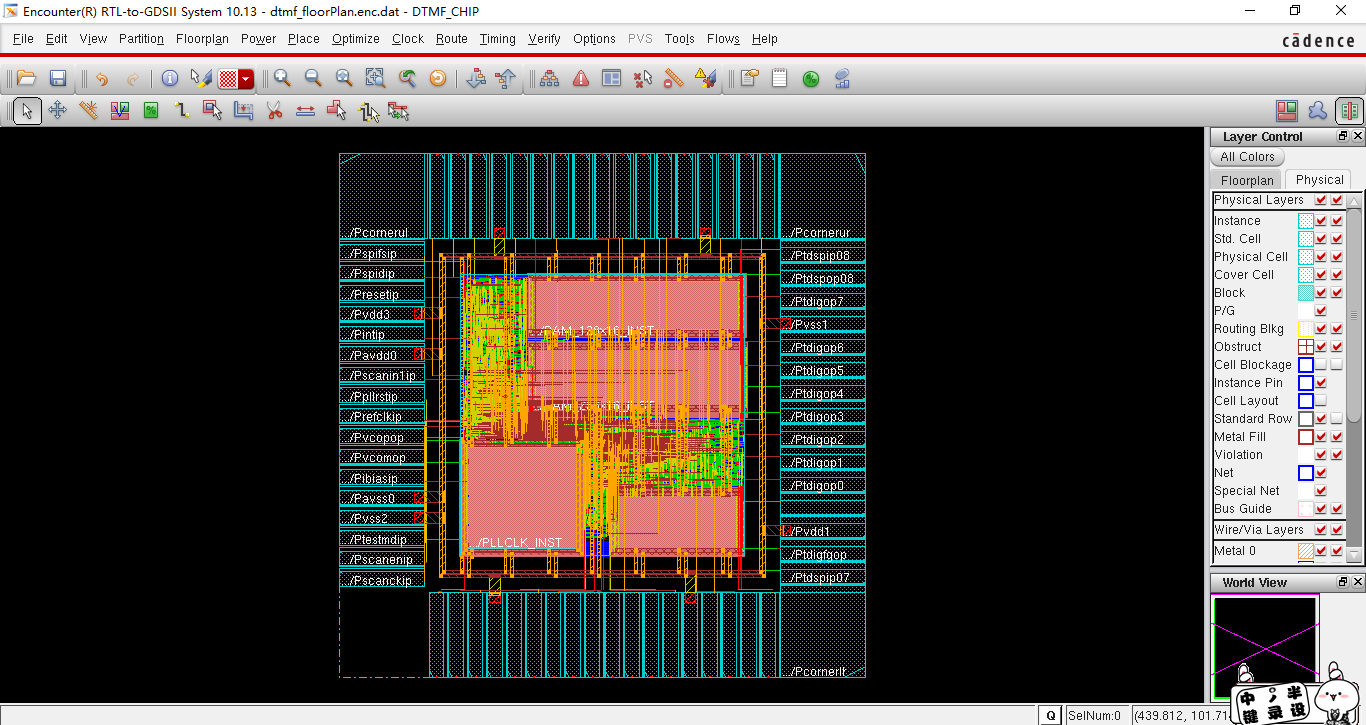 Encounter(R) RTL-to-GDSII System 10.13 - dtmf_floorPlan.enc.dat - DTMF_CHIP
File Edit View Partition Floorplan Power Place Optimize Clock Route Timing Verify Options PVS Tools Flows Help
cādence
Layer Control
All Colors
Floorplan Physical
Physical Layers
Instance
Std. Cell
Physical Cell
Cover Cell
Block
P/G
Routing Blkg
Obstruct
Cell Blockage
Instance Pin
Cell Layout
Standard Row
Metal Fill
Violation
Net
Special Net
Bus Guide
Wire/Via Layers
Metal 0
World View
../Pcornerul
../Pspifsip
../Pspidip
../Presetip
../Pvdd3
../Pintip
../Pavdd0
../Pscanin1ip
../Ppllrstip
../Prefclkip
../Pvcopop
../Pvcomop
../Pibiasip
../Pavss0
../Pvss2
../Ptestmdip
../Pscanenip
../Pscanckip
../PLLCLK_INST
../Pcornerur
../Ptdspip08
../Ptdspop08
../Ptdigop7
../Pvss1
../Ptdigop6
../Ptdigop5
../Ptdigop4
../Ptdigop3
../Ptdigop2
../Ptdigop1
../Ptdigop0
../Pvdd1
../Ptdigfgop
../Ptdspip07
Q SelNum:0 (439.812, 101.71
中 半
键 录 设